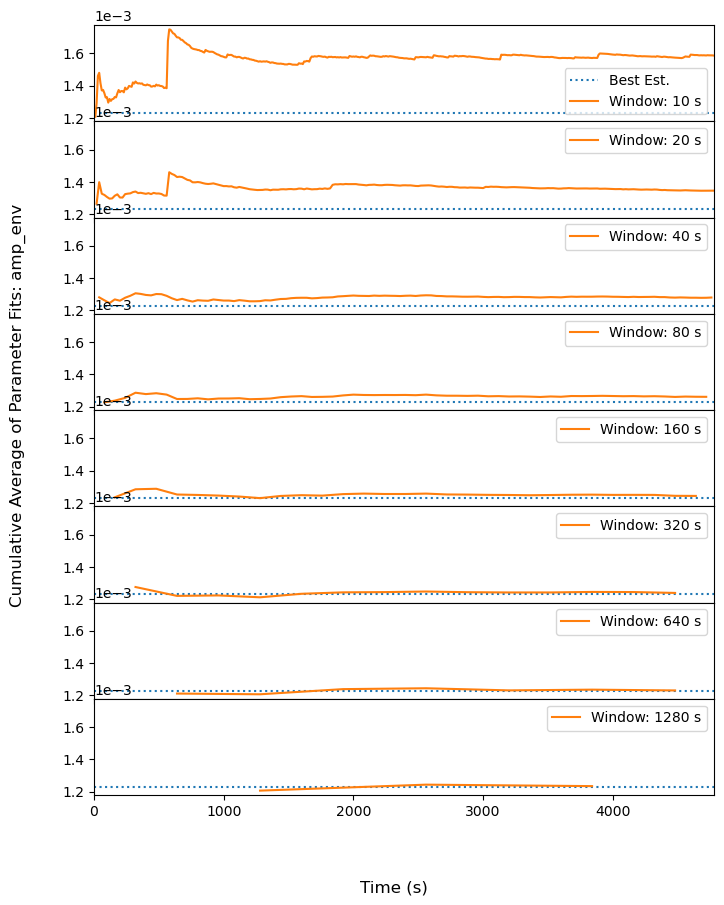 1e−3
1.6
1.4
1.2
Best Est.
Window: 10 s
1e−3
1.6
1.4
1.2
Window: 20 s
1e−3
1.6
1.4
1.2
Window: 40 s
1e−3
1.6
1.4
1.2
Window: 80 s
1e−3
1.6
1.4
1.2
Window: 160 s
1e−3
1.6
1.4
1.2
Window: 320 s
1e−3
1.6
1.4
1.2
Window: 640 s
1e−3
1.6
1.4
1.2
Window: 1280 s
0
1000
2000
3000
4000
Time (s)
Cumulative Average of Parameter Fits: amp_env